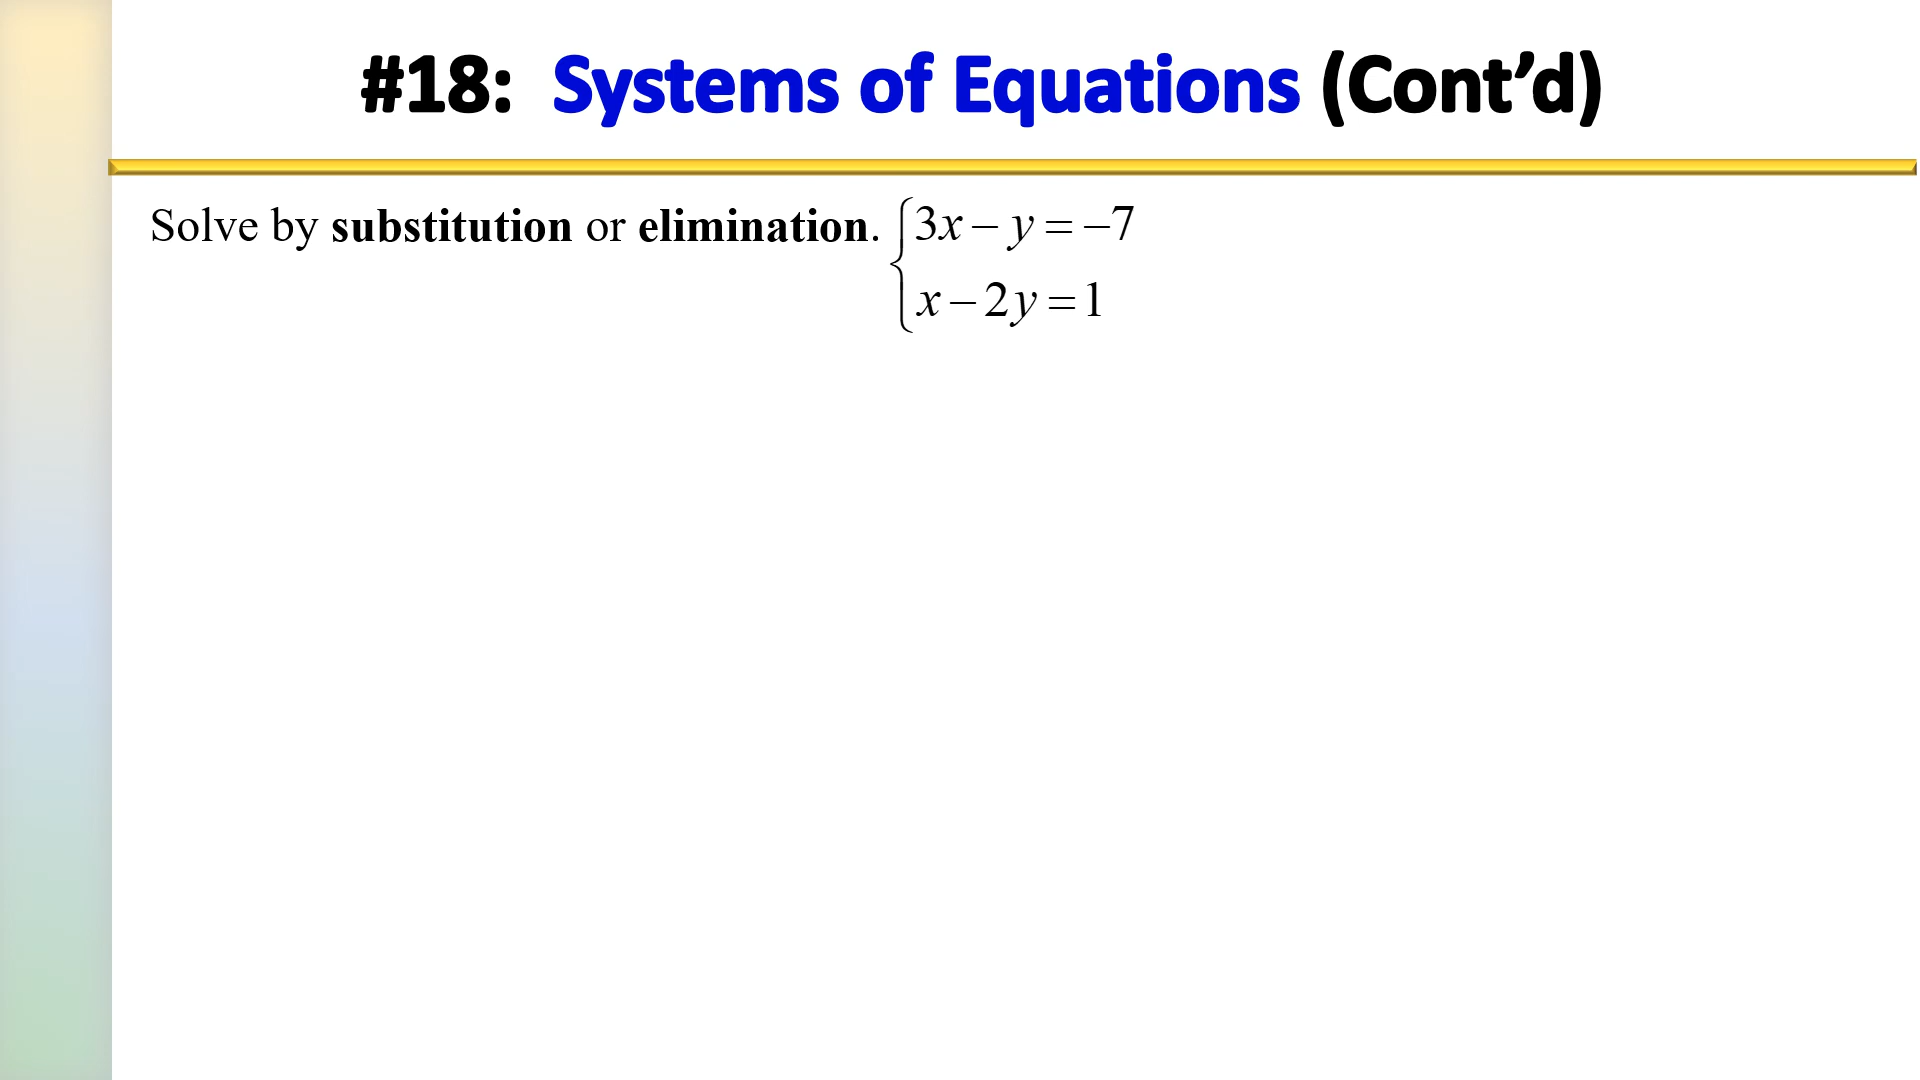 #18: Systems of Equations (Cont’d)
Solve by substitution or elimination. { 3x – y = –7
x – 2y = 1